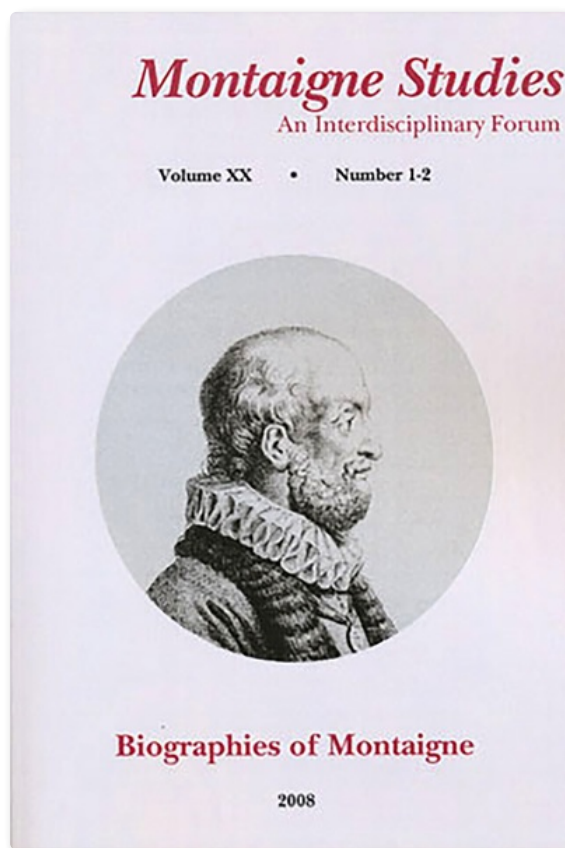 Montaigne Studies
An Interdisciplinary Forum
Volume XX • Number 1-2
Biographies of Montaigne
2008